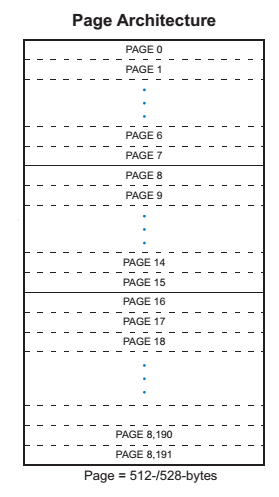 Page Architecture
PAGE 0
PAGE 1
PAGE 6
PAGE 7
PAGE 8
PAGE 9
PAGE 14
PAGE 15
PAGE 16
PAGE 17
PAGE 18
PAGE 8,190
PAGE 8,191
Page = 512-/528-bytes